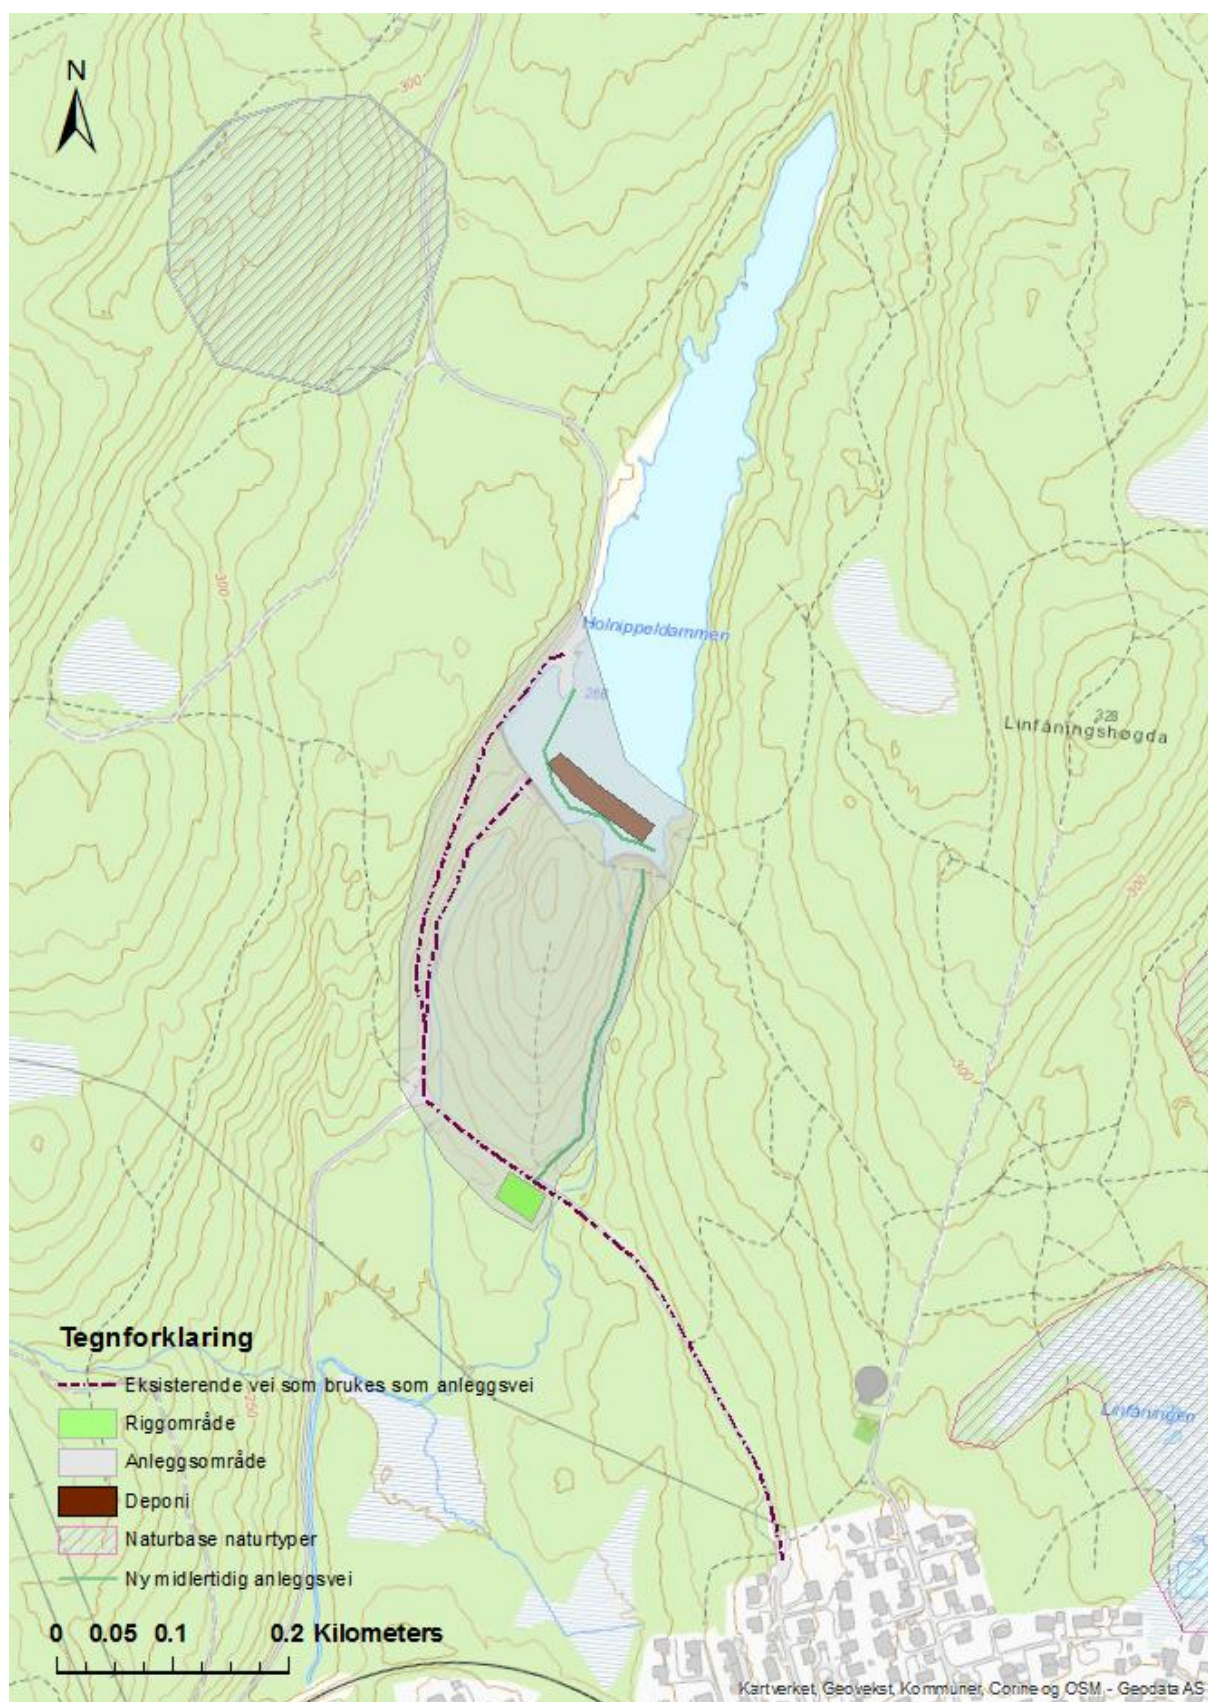 N
300
300
Holnippeldammen
268
328
Linfåningshøgda
300
300
Tegnforklaring
Eksisterende vei som brukes som anleggsvei
Riggområde
250
Linfåningen
Anleggsområde
Deponi
Naturbase naturtyper
Ny midlertidig anleggsvei
0 0.05 0.1 0.2 Kilometers
Kartverket, Geovekst, Kommuner, Corine og OSM - Geodata AS